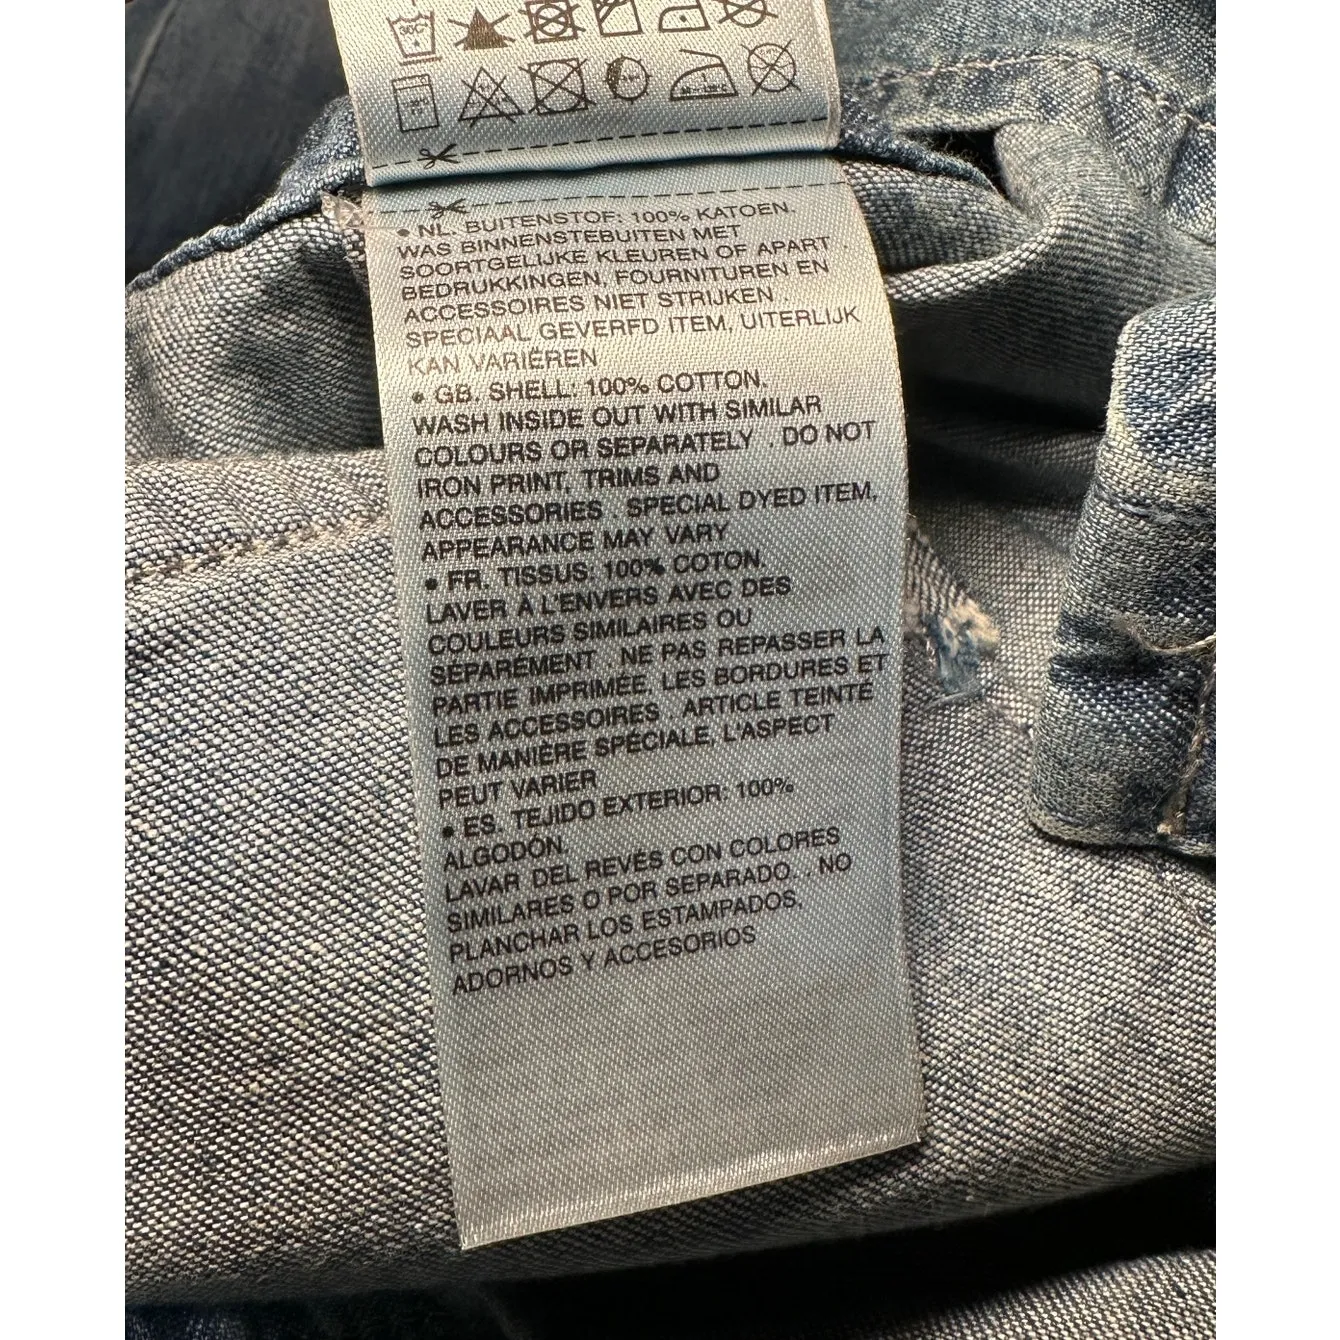 • NL. BUITENSTOF: 100% KATOEN.
WAS BINNENSTEBUITEN MET
SOORTGELIJKE KLEUREN OF APART .
BEDRUKKINGEN, FOURNITUREN EN
ACCESSOIRES NIET STRIJKEN .
SPECIAAL GEVERFD ITEM, UITERLIJK
KAN VARIËREN
• GB. SHELL: 100% COTTON.
WASH INSIDE OUT WITH SIMILAR
COLOURS OR SEPARATELY . DO NOT
IRON PRINT, TRIMS AND
ACCESSORIES . SPECIAL DYED ITEM,
APPEARANCE MAY VARY
• FR. TISSUS: 100% COTON.
LAVER À L'ENVERS AVEC DES
COULEURS SIMILAIRES OU
SÉPARÉMENT . NE PAS REPASSER LA
PARTIE IMPRIMÉE, LES BORDURES ET
LES ACCESSOIRES . ARTICLE TEINTÉ
DE MANIÈRE SPÉCIALE, L'ASPECT
PEUT VARIER
• ES. TEJIDO EXTERIOR: 100%
ALGODÓN.
LAVAR DEL REVÉS CON COLORES
SIMILARES O POR SEPARADO. . NO
PLANCHAR LOS ESTAMPADOS,
ADORNOS Y ACCESORIOS